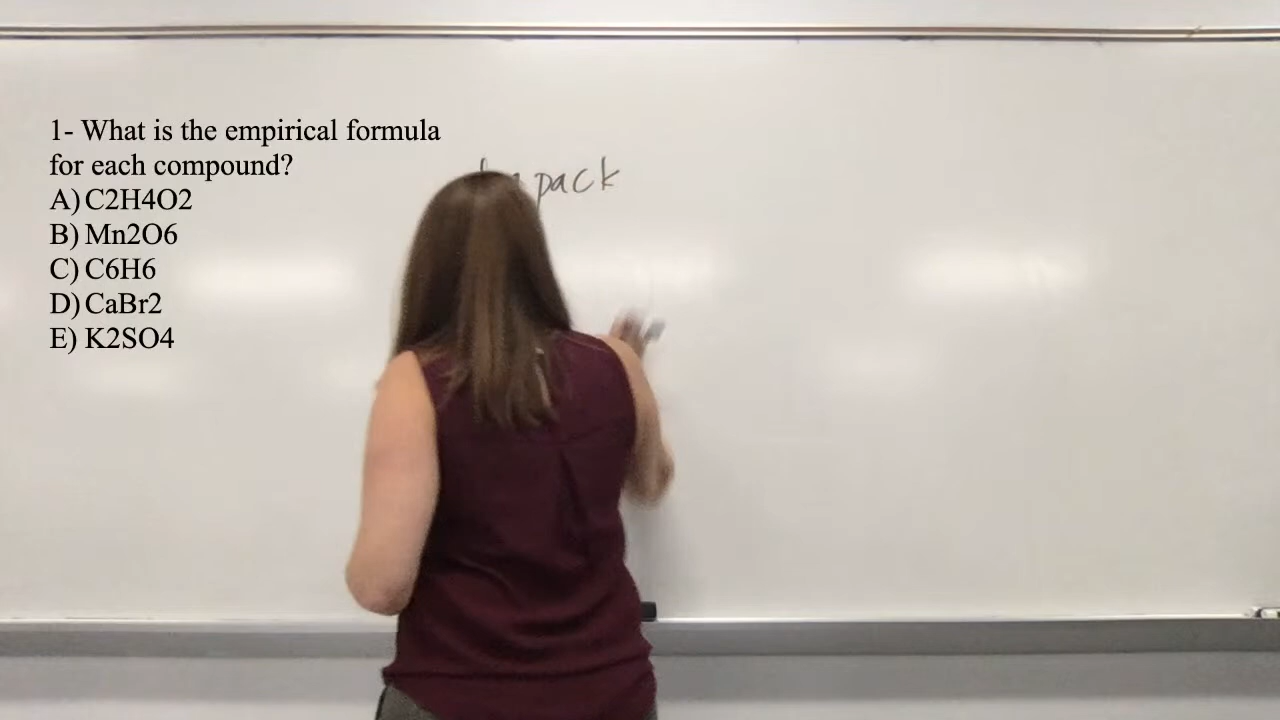 1- What is the empirical formula
for each compound?
A) C2H4O2
B) Mn2O6
C) C6H6
D) CaBr2
E) K2SO4
pack